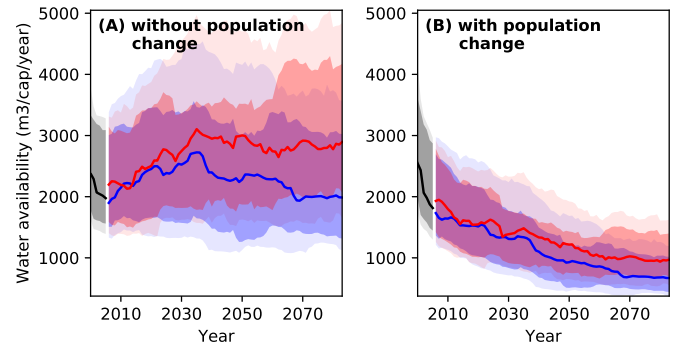 (A) without population
change
(B) with population
change
Water availability (m3/cap/year)
5000
4000
3000
2000
1000
2010
2030
2050
2070
Year
5000
4000
3000
2000
1000
2010
2030
2050
2070
Year